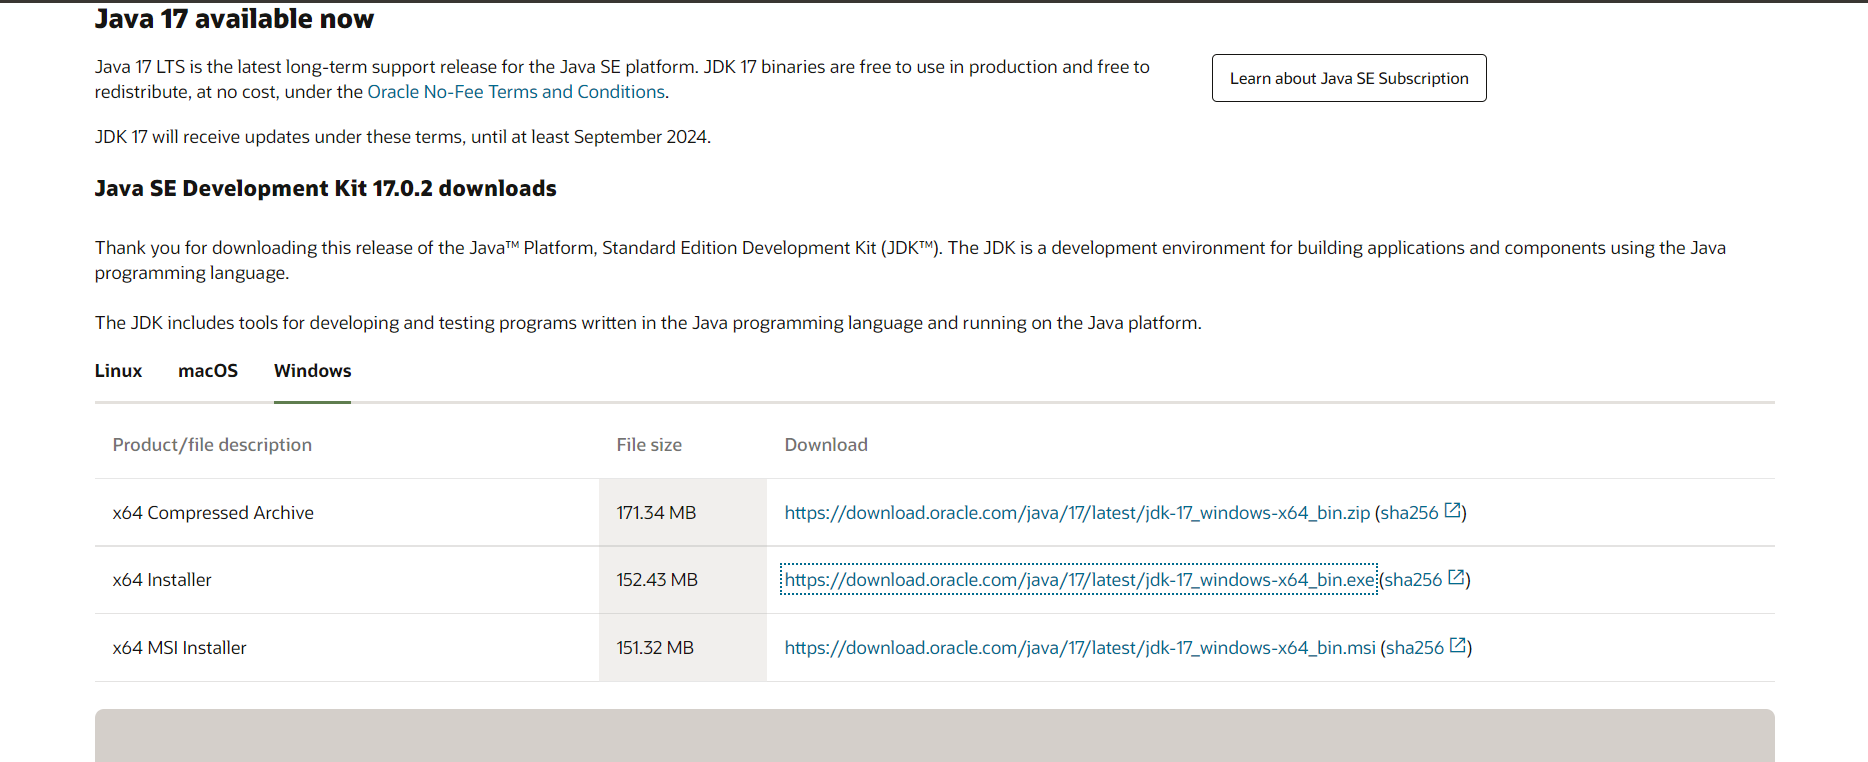 Java 17 available now
Java 17 LTS is the latest long-term support release for the Java SE platform. JDK 17 binaries are free to use in production and free to
redistribute, at no cost, under the Oracle No-Fee Terms and Conditions.
Learn about Java SE Subscription
JDK 17 will receive updates under these terms, until at least September 2024.
Java SE Development Kit 17.0.2 downloads
Thank you for downloading this release of the Java™ Platform, Standard Edition Development Kit (JDK™). The JDK is a development environment for building applications and components using the Java
programming language.
The JDK includes tools for developing and testing programs written in the Java programming language and running on the Java platform.
Linux macOS Windows
Product/file description File size Download
x64 Compressed Archive 171.34 MB https://download.oracle.com/java/17/latest/jdk-17_windows-x64_bin.zip (sha256)
x64 Installer 152.43 MB https://download.oracle.com/java/17/latest/jdk-17_windows-x64_bin.exe (sha256)
x64 MSI Installer 151.32 MB https://download.oracle.com/java/17/latest/jdk-17_windows-x64_bin.msi (sha256)